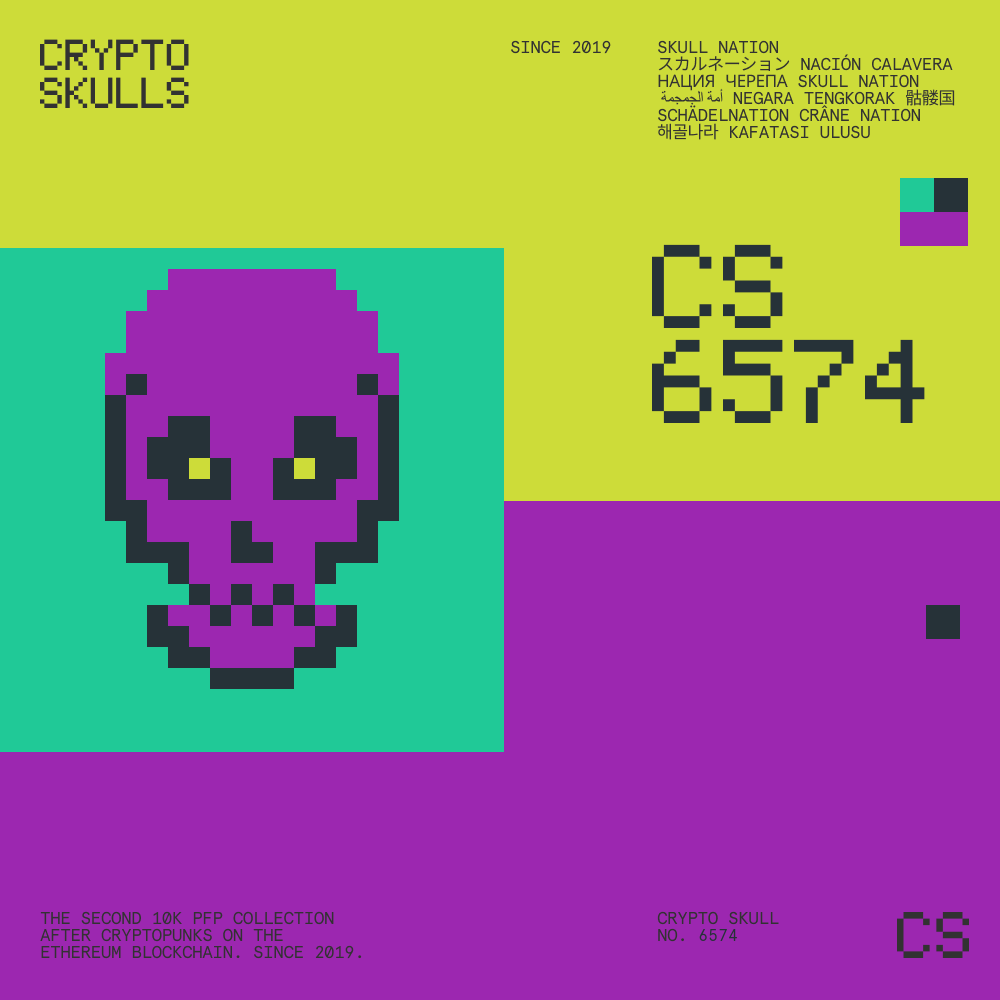 CRYPTO
SKULLS
SINCE 2019
SKULL NATION
スカルネーション NACIÓN CALAVERA
НАЦИЯ ЧЕРЕПА SKULL NATION
أمة الجمجمة NEGARA TENGKORAK 骷髅国
SCHÄDELNATION CRÂNE NATION
해골나라 KAFATASI ULUSU
CS
6574
THE SECOND 10K PFP COLLECTION
AFTER CRYPTOPUNKS ON THE
ETHEREUM BLOCKCHAIN. SINCE 2019.
CRYPTO SKULL
NO. 6574
CS